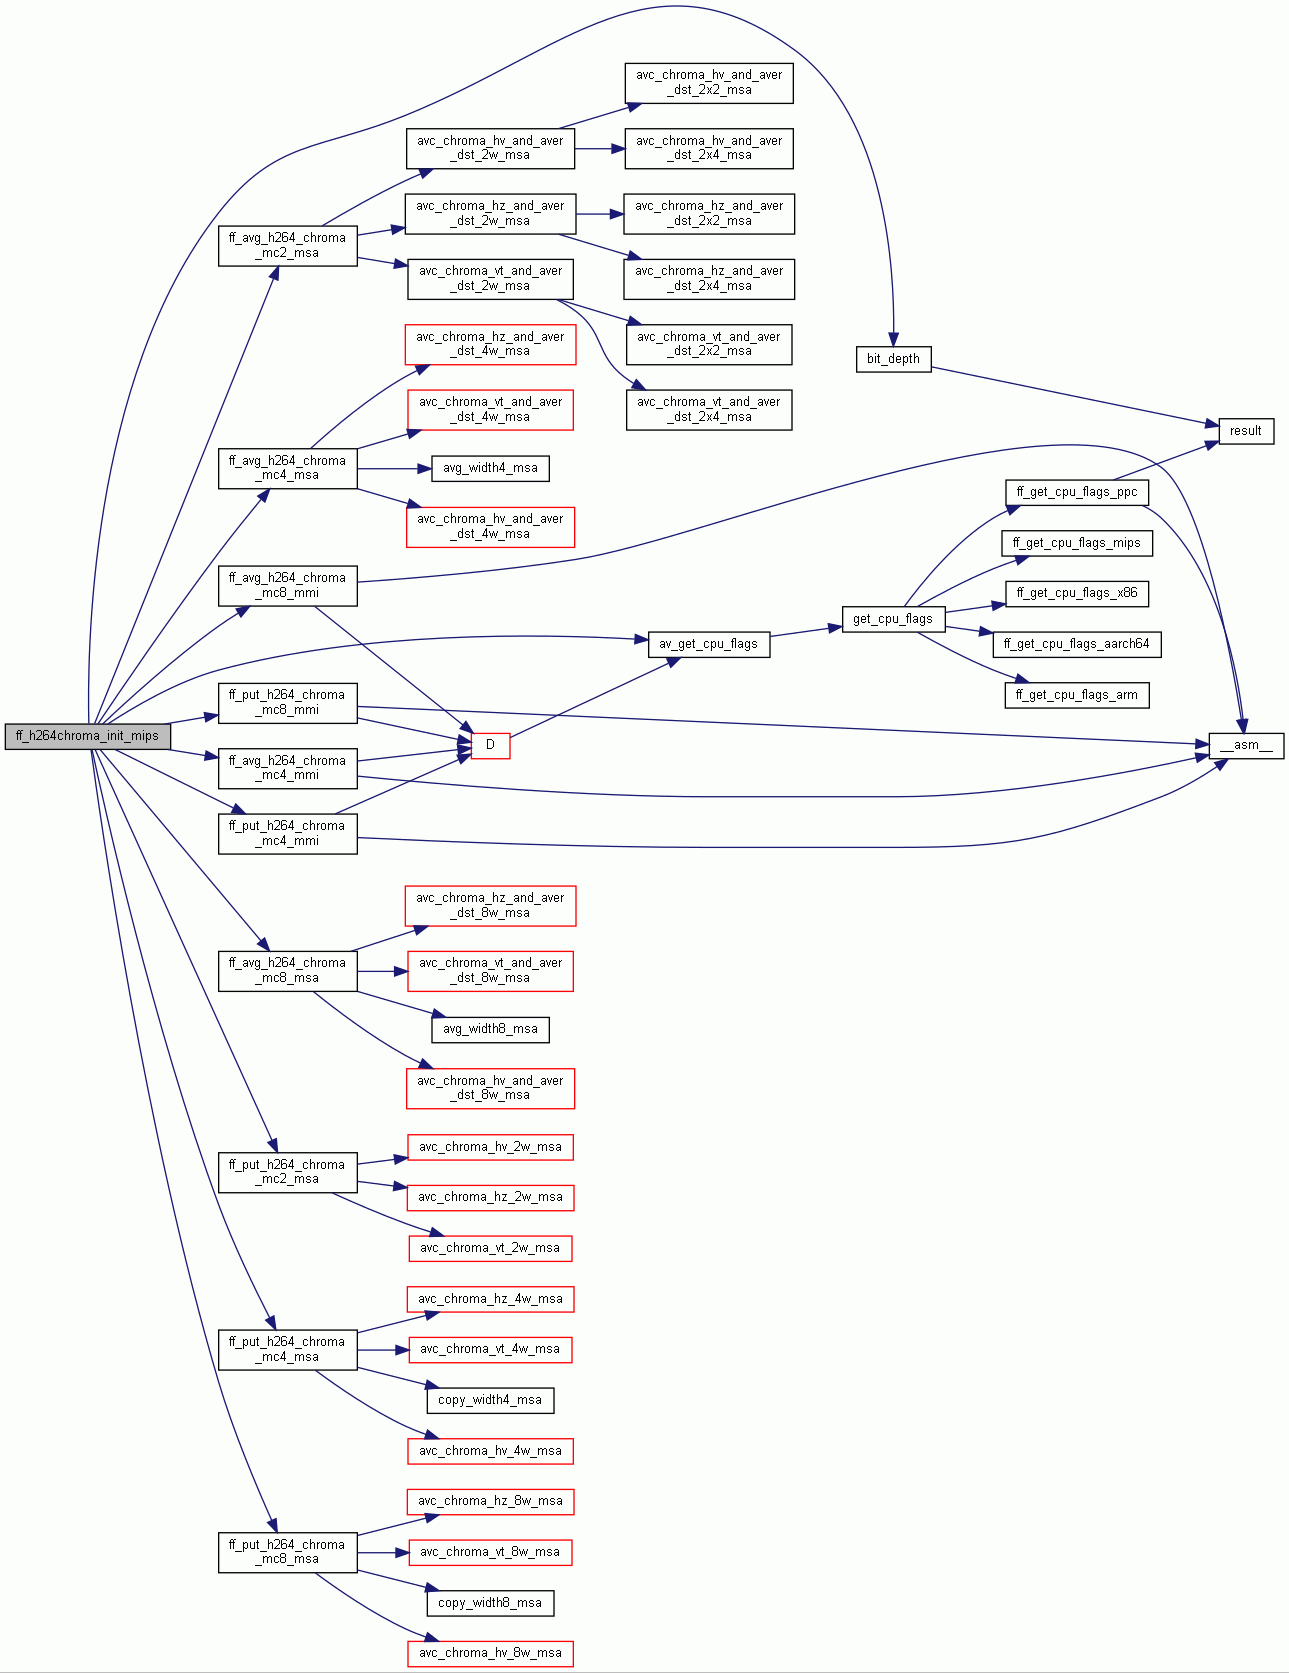 avc_chroma_hv_and_aver
_dst_2x2_msa
avc_chroma_hv_and_aver
_dst_2w_msa
avc_chroma_hv_and_aver
_dst_2x4_msa
avc_chroma_hz_and_aver
_dst_2w_msa
avc_chroma_hz_and_aver
_dst_2x2_msa
ff_avg_h264_chroma
_mc2_msa
avc_chroma_vt_and_aver
_dst_2w_msa
avc_chroma_hz_and_aver
_dst_2x4_msa
avc_chroma_hz_and_aver
_dst_4w_msa
avc_chroma_vt_and_aver
_dst_2x2_msa
bit_depth
avc_chroma_vt_and_aver
_dst_4w_msa
avc_chroma_vt_and_aver
_dst_2x4_msa
result
ff_avg_h264_chroma
_mc4_msa
avg_width4_msa
ff_get_cpu_flags_ppc
avc_chroma_hv_and_aver
_dst_4w_msa
ff_get_cpu_flags_mips
ff_avg_h264_chroma
_mc8_mmi
ff_get_cpu_flags_x86
get_cpu_flags
av_get_cpu_flags
ff_get_cpu_flags_aarch64
ff_put_h264_chroma
_mc8_mmi
ff_get_cpu_flags_arm
ff_h264chroma_init_mips
D
__asm__
ff_avg_h264_chroma
_mc4_mmi
ff_put_h264_chroma
_mc4_mmi
avc_chroma_hz_and_aver
_dst_8w_msa
ff_avg_h264_chroma
_mc8_msa
avc_chroma_vt_and_aver
_dst_8w_msa
avg_width8_msa
avc_chroma_hv_and_aver
_dst_8w_msa
avc_chroma_hv_2w_msa
ff_put_h264_chroma
_mc2_msa
avc_chroma_hz_2w_msa
avc_chroma_vt_2w_msa
avc_chroma_hz_4w_msa
ff_put_h264_chroma
_mc4_msa
avc_chroma_vt_4w_msa
copy_width4_msa
avc_chroma_hv_4w_msa
avc_chroma_hz_8w_msa
ff_put_h264_chroma
_mc8_msa
avc_chroma_vt_8w_msa
copy_width8_msa
avc_chroma_hv_8w_msa